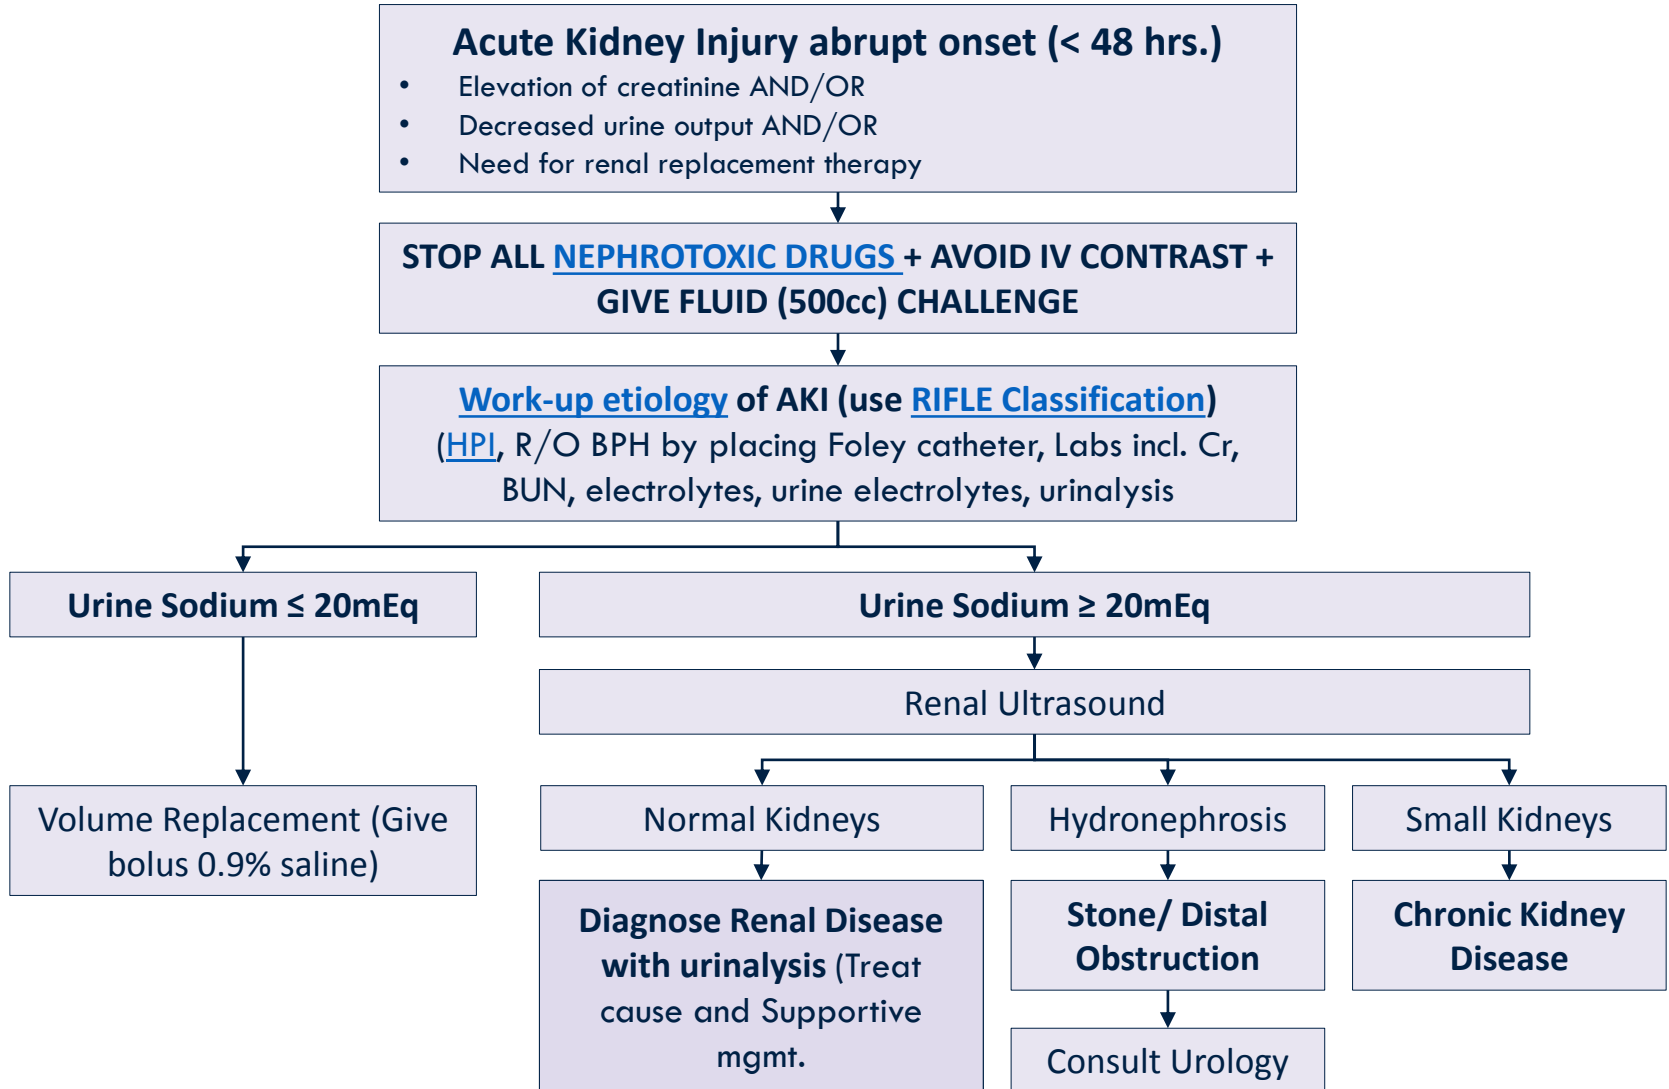 Acute Kidney Injury abrupt onset (< 48 hrs.)
• Elevation of creatinine AND/OR
• Decreased urine output AND/OR
• Need for renal replacement therapy
STOP ALL NEPHROTOXIC DRUGS + AVOID IV CONTRAST +
GIVE FLUID (500cc) CHALLENGE
Work-up etiology of AKI (use RIFLE Classification)
(HPI, R/O BPH by placing Foley catheter, Labs incl. Cr,
BUN, electrolytes, urine electrolytes, urinalysis
Urine Sodium ≤ 20mEq
Urine Sodium ≥ 20mEq
Renal Ultrasound
Volume Replacement (Give
bolus 0.9% saline)
Normal Kidneys
Hydronephrosis
Small Kidneys
Diagnose Renal Disease
with urinalysis (Treat
cause and Supportive
mgmt.
Stone/ Distal
Obstruction
Chronic Kidney
Disease
Consult Urology